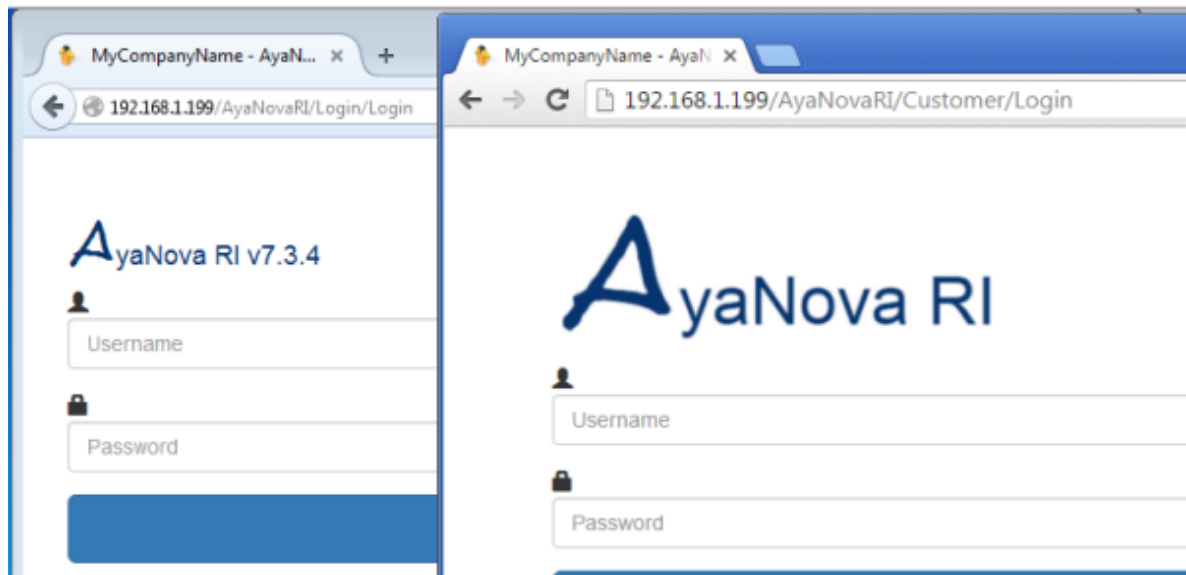 MyCompanyName - AyaN...
192.168.1.199/AyaNovaRI/Login/Login
AyaNova RI v7.3.4
Username
Password
MyCompanyName - AyaN
192.168.1.199/AyaNovaRI/Customer/Login
AyaNova RI
Username
Password